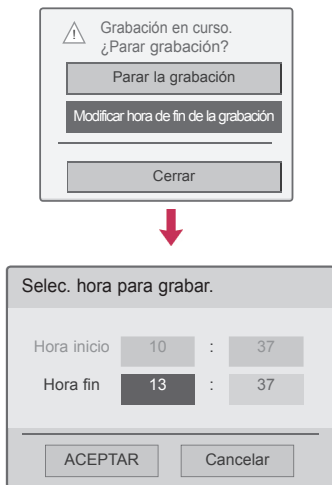 Grabación en curso.
¿Parar grabación?
Parar la grabación
Modificar hora de fin de la grabación
Cerrar
Selec. hora para grabar.
Hora inicio 10 : 37
Hora fin 13 : 37
ACEPTAR Cancelar